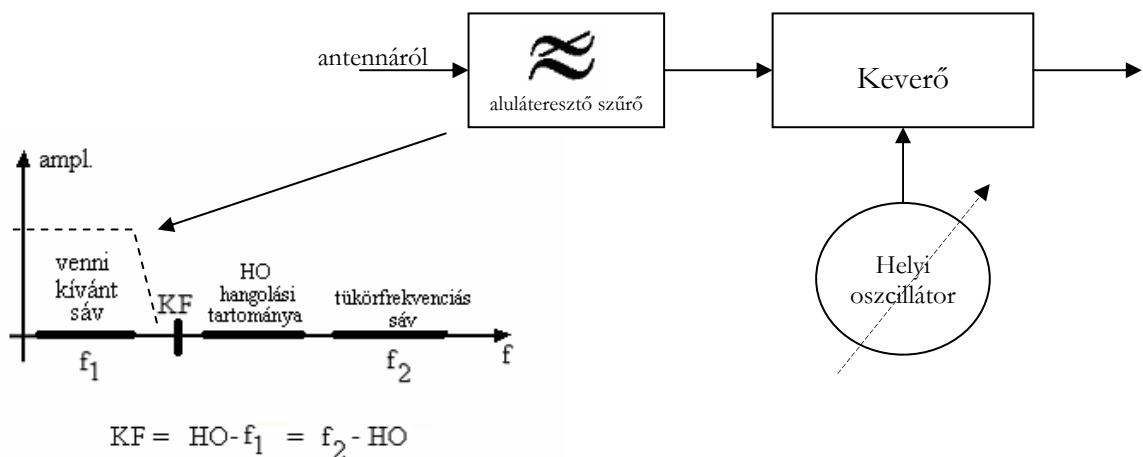 antennáról
aluláteresztő szűrő
Keverő
Helyi
oszcillátor
ampl.
venni
kívánt
sáv
KF
HO
hangolási
tartománya
tükörfrekvenciás
sáv
f₁
f₂
f
KF = HO-f₁ = f₂-HO